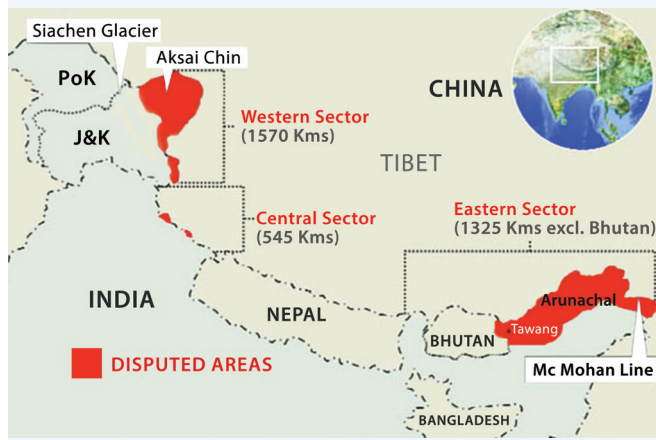 Siachen Glacier
Aksai Chin
PoK
CHINA
J&K
Western Sector
(1570 Kms)
TIBET
Central Sector
(545 Kms)
Eastern Sector
(1325 Kms excl. Bhutan)
INDIA
NEPAL
Arunachal
Tawang
BHUTAN
Mc Mohan Line
DISPUTED AREAS
BANGLADESH